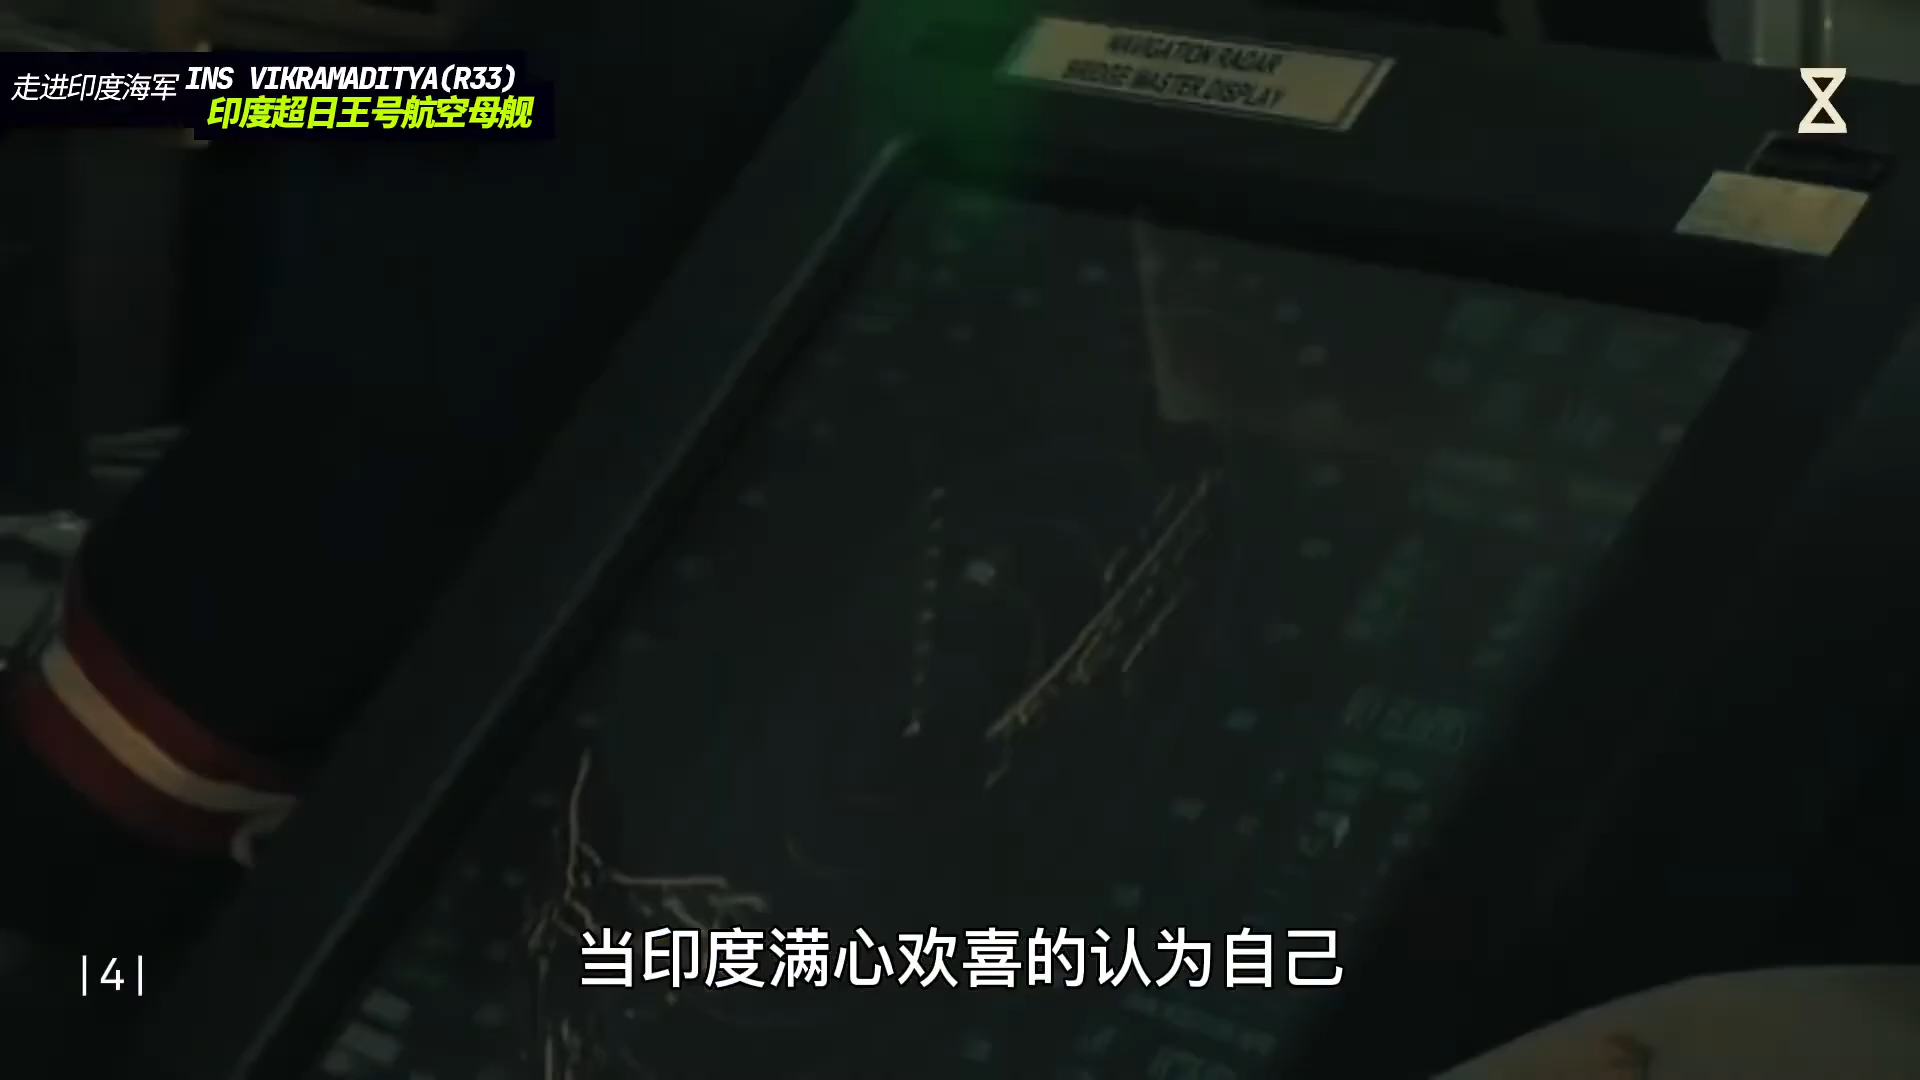 走进印度海军 INS VIKRAMADITYA(R33)
印度超日王号航空母舰
NAVIGATION RADAR
BRIDGE MASTER DISPLAY
|4|
当印度满心欢喜的认为自己